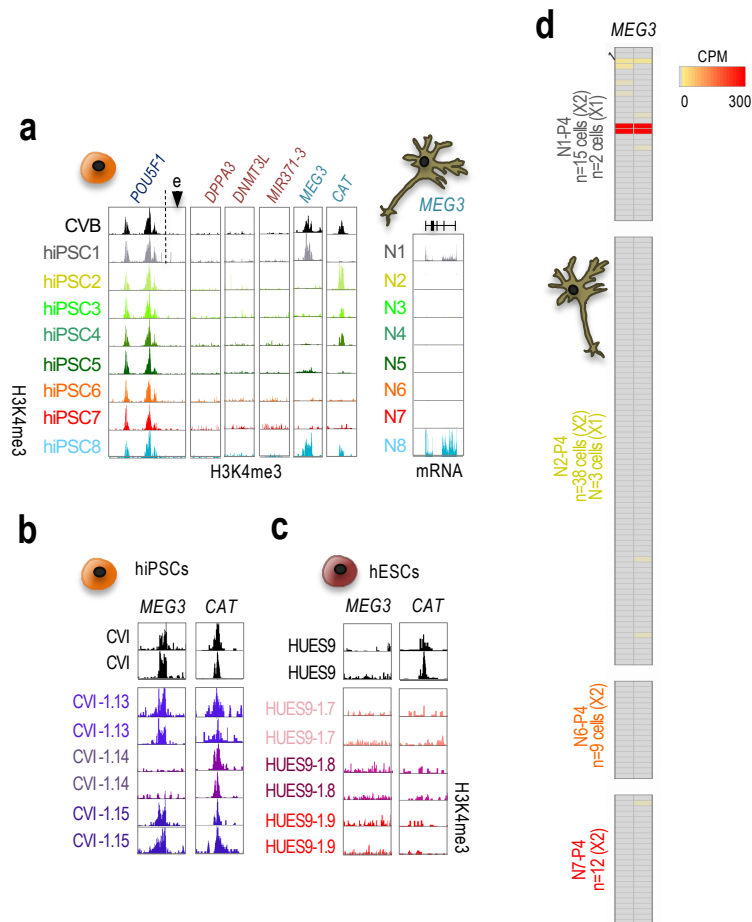 d
MEG3
CPM
0 300
N1-P4
n=15 cells (X2)
n=2 cells (X1)
N2-P4
n=38 cells (X2)
N=3 cells (X1)
N6-P4
n=9 cells (X2)
N7-P4
n=12 (X2)
a
e
POU5F1
DPPA3
DNMT3L
MIR371-3
MEG3
CAT
MEG3
CVB
hiPSC1
hiPSC2
hiPSC3
hiPSC4
hiPSC5
hiPSC6
hiPSC7
hiPSC8
H3K4me3
H3K4me3
N1
N2
N3
N4
N5
N6
N7
N8
mRNA
b
hiPSCs
MEG3 CAT
CVI
CVI
CVI-1.13
CVI-1.13
CVI-1.14
CVI-1.14
CVI-1.15
CVI-1.15
c
hESCs
MEG3 CAT
HUES9
HUES9
HUES9-1.7
HUES9-1.7
HUES9-1.8
HUES9-1.8
HUES9-1.9
HUES9-1.9
H3K4me3